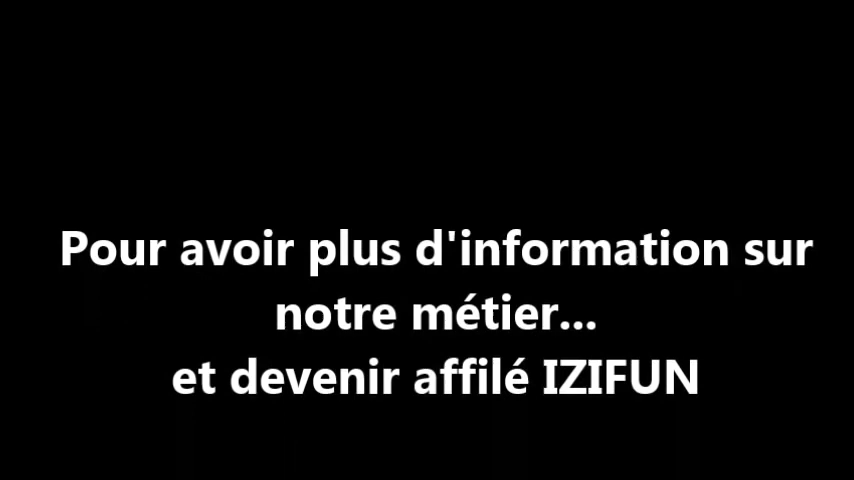 Pour avoir plus d'information sur
notre métier...
et devenir affilé IZIFUN